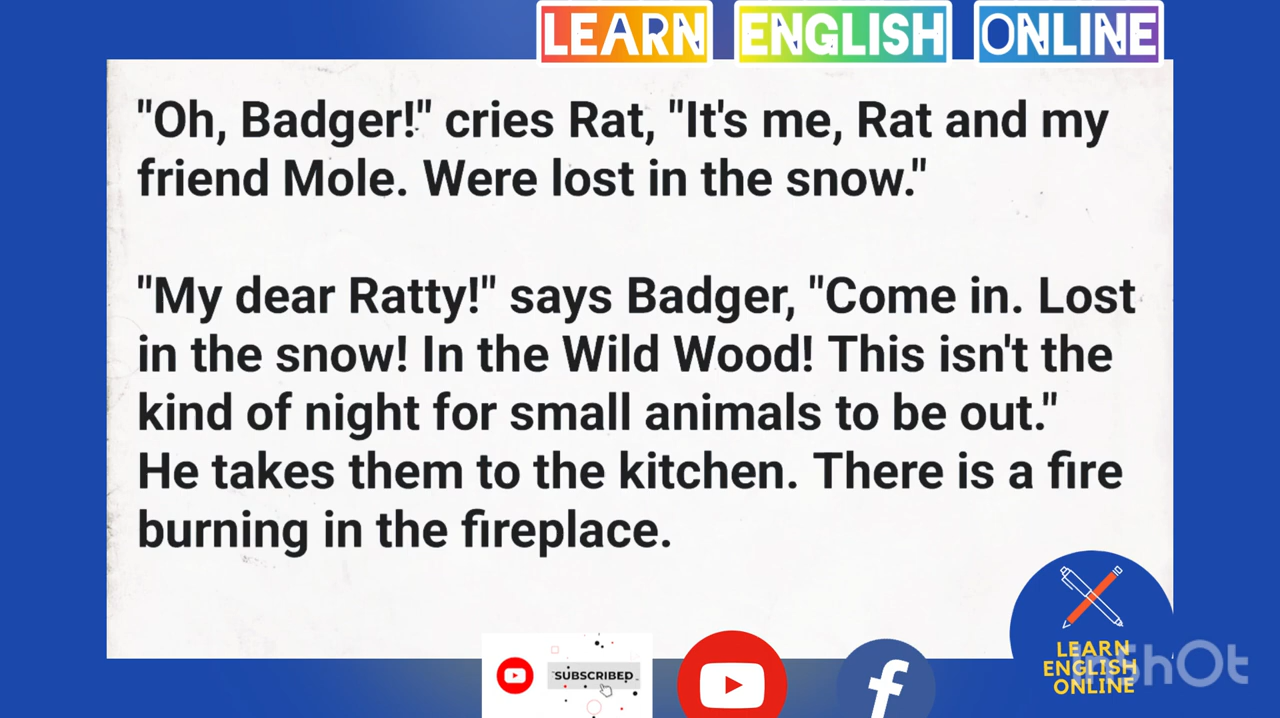 LEARN ENGLISH ONLINE
"Oh, Badger!" cries Rat, "It's me, Rat and my
friend Mole. Were lost in the snow."
"My dear Ratty!" says Badger, "Come in. Lost
in the snow! In the Wild Wood! This isn't the
kind of night for small animals to be out."
He takes them to the kitchen. There is a fire
burning in the fireplace.
SUBSCRIBED
LEARN
ENGLISH
ONLINE